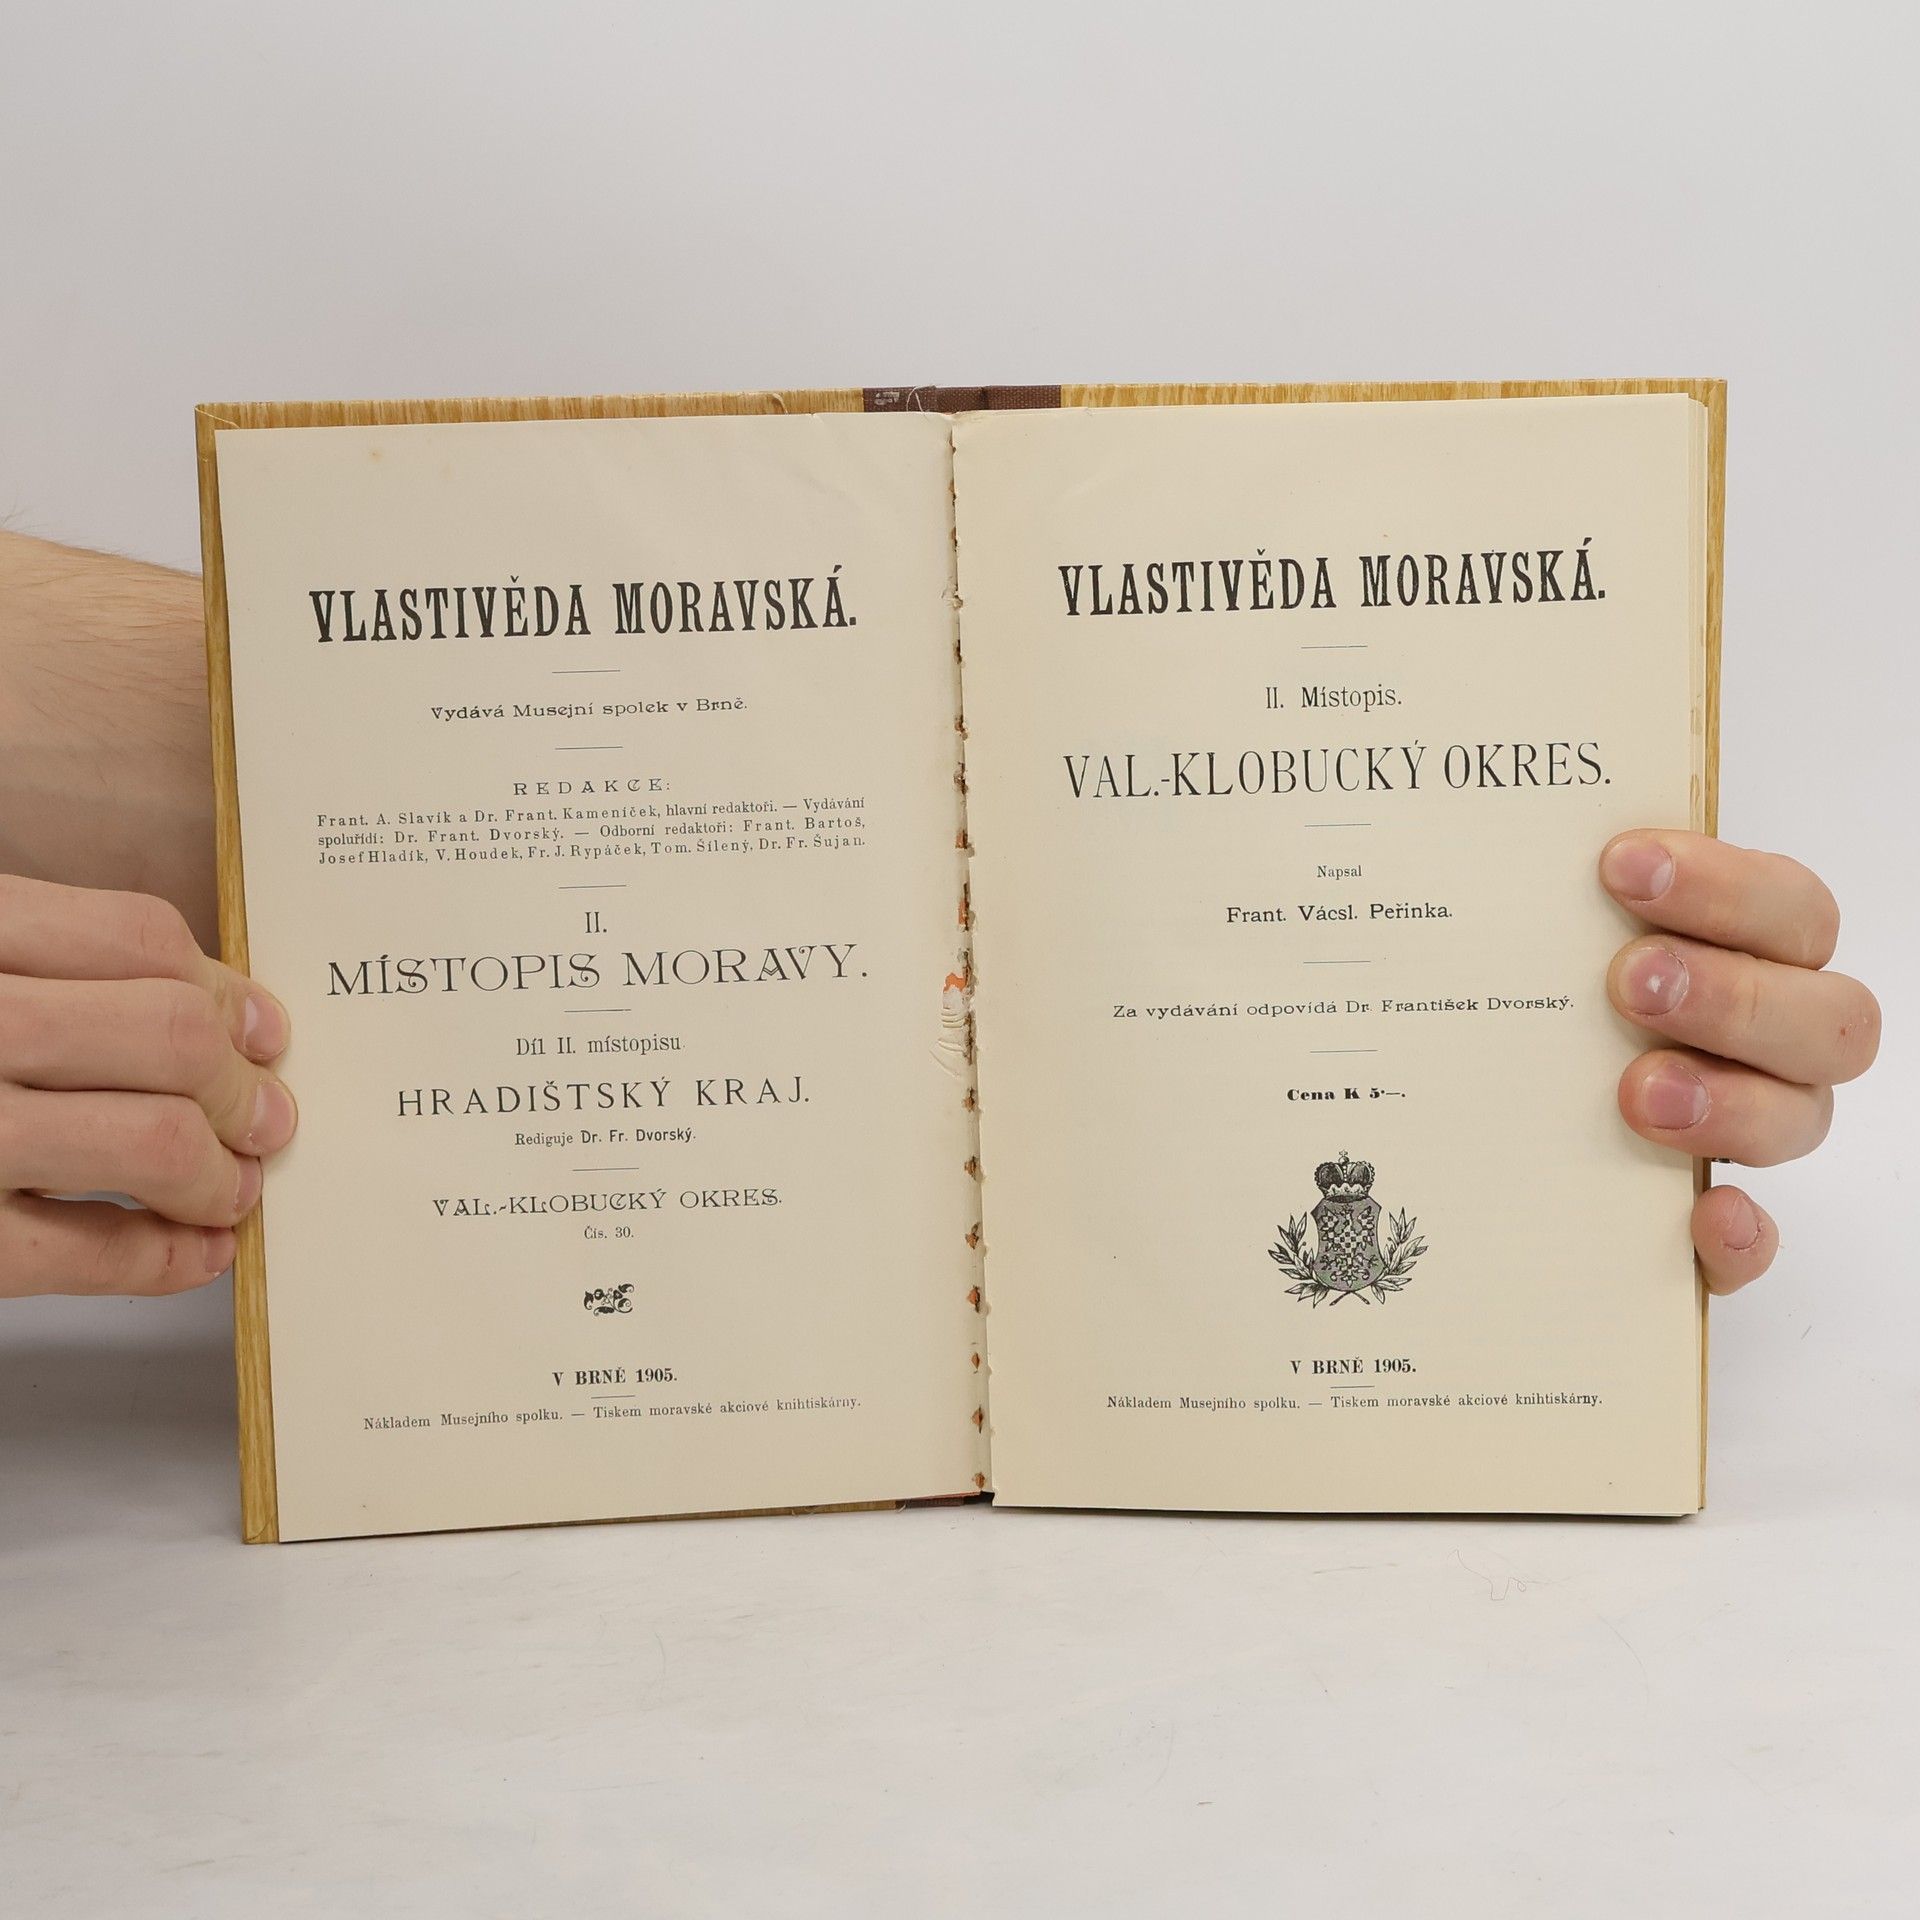 VLASTIVĚDA MORAVSKÁ.
Vydává Musejní spolek v Brně.
REDAKCE:
Frant. A. Slavík a Dr. Frant. Kameníček, hlavní redaktoři. — Vydávání
spoluřídí: Dr. Frant. Dvorský. — Odborní redaktoři: Frant. Bartoš,
Josef Hladík, V. Houdek, Fr. J. Rypáček, Tom. Šílený, Dr. Fr. Šujan.
II.
MÍSTOPIS MORAVY.
Díl II. místopisu.
HRADIŠTSKÝ KRAJ.
Rediguje Dr. Fr. Dvorský.
VAL.-KLOBUCKÝ OKRES.
Čís. 30.
V BRNĚ 1905.
Nákladem Musejního spolku. — Tiskem moravské akciové knihtiskárny.
VLASTIVĚDA MORAVSKÁ.
II. Místopis.
VAL.-KLOBUCKÝ OKRES.
Napsal
Frant. Vácsl. Peřinka.
Za vydávání odpovídá Dr. František Dvorský.
Cena K 5·—.
V BRNĚ 1905.
Nákladem Musejního spolku. — Tiskem moravské akciové knihtiskárny.